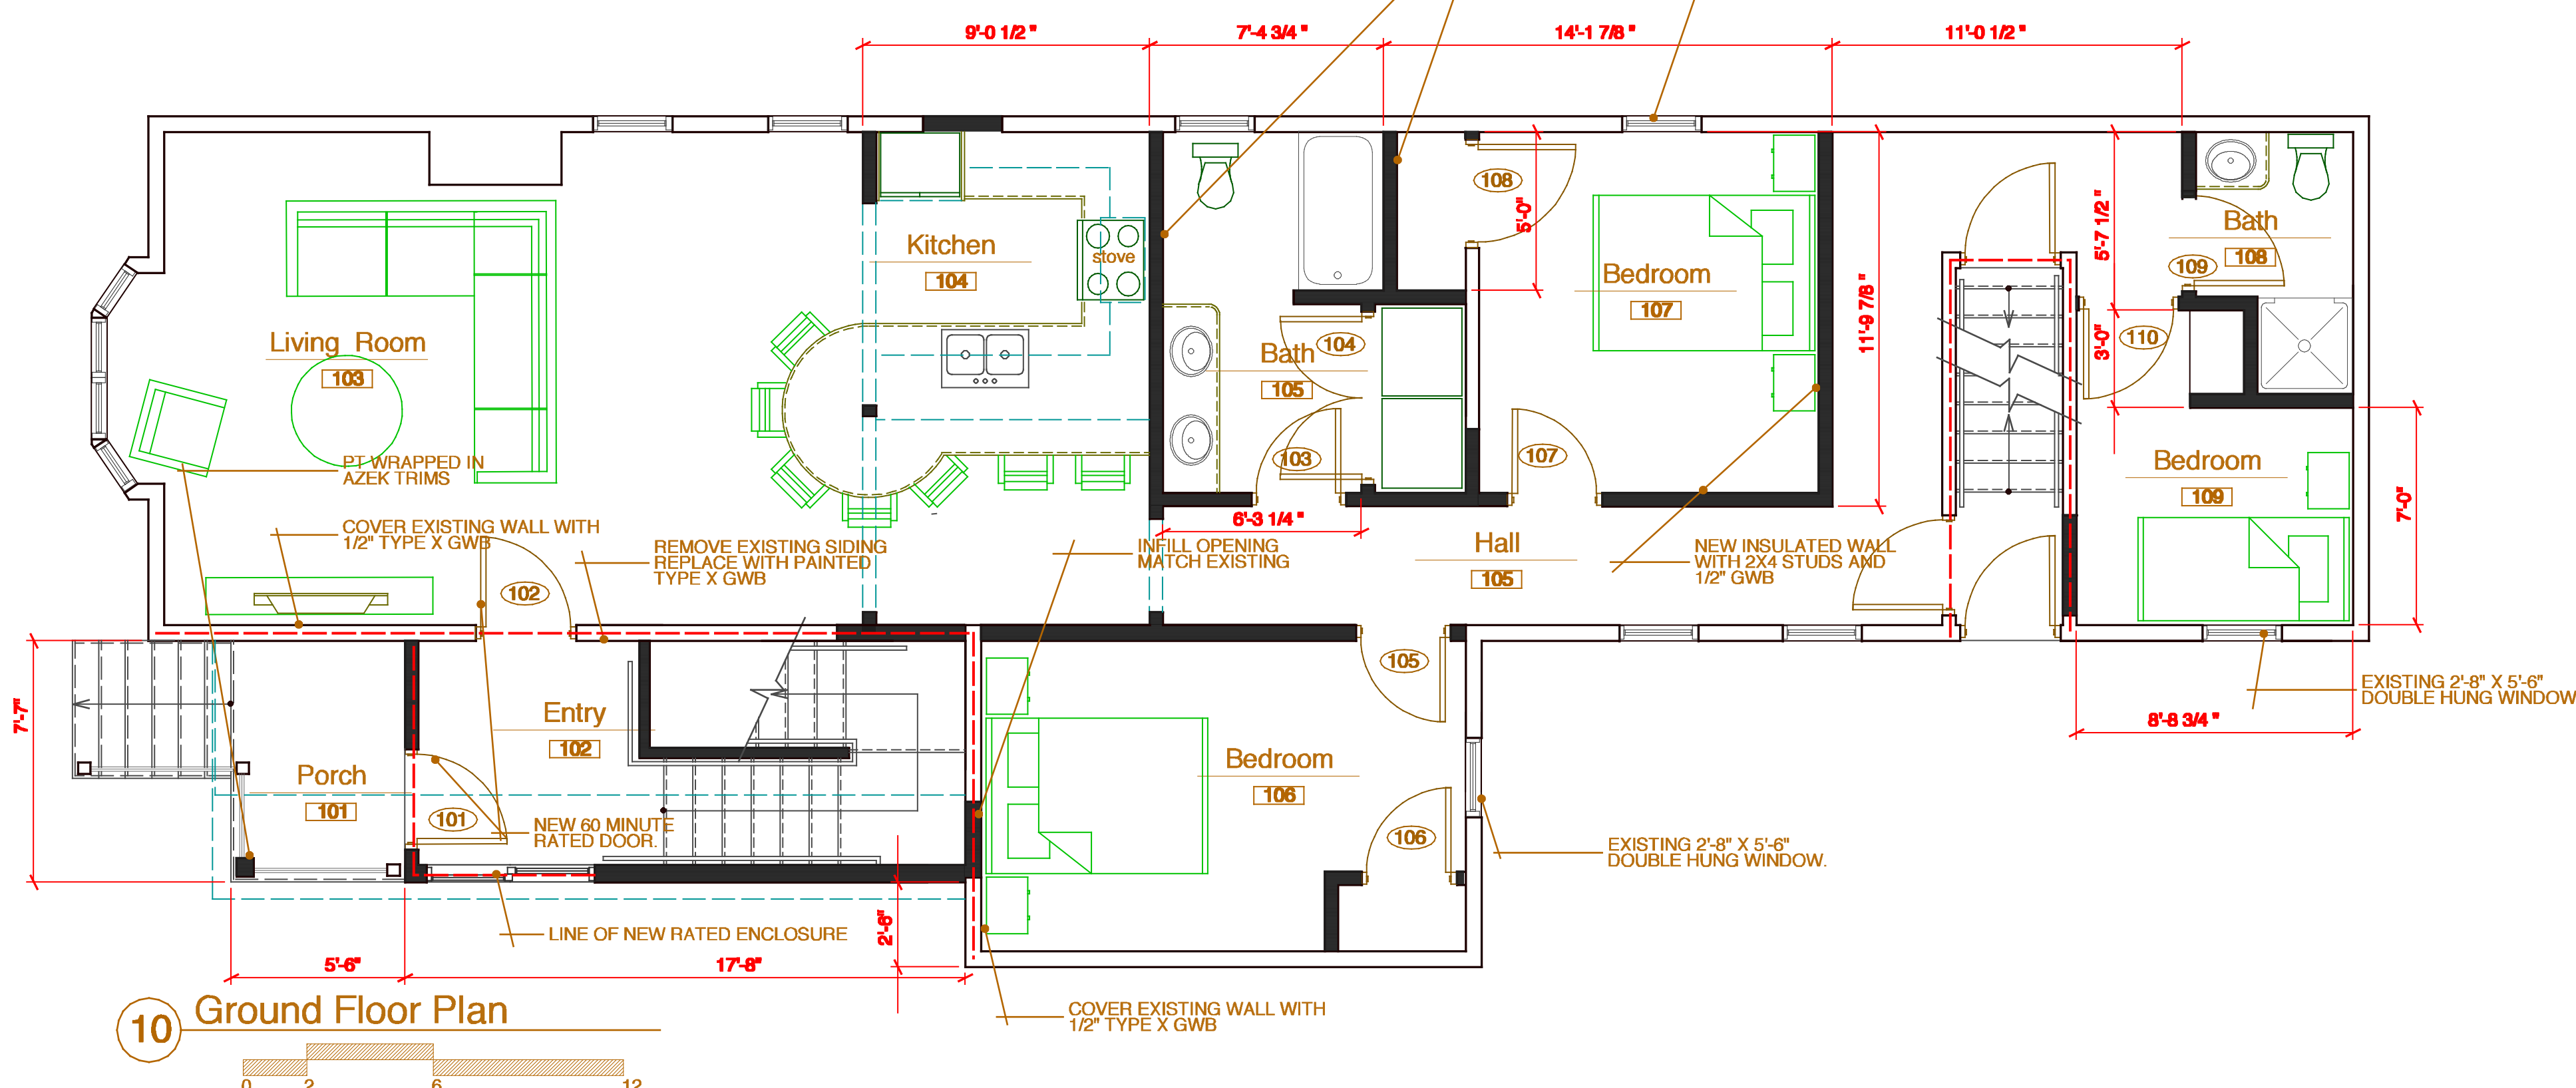 9'-0 1/2 "
7'-4 3/4 "
14'-1 7/8 "
11'-0 1/2 "
108
5'-0"
Kitchen
104
stove
Bedroom
107
11'-9 7/8 "
5'-7 1/2 "
Bath
108
109
Living Room
103
Bath
105
104
3'-0"
110
103
107
Bedroom
109
7'-0"
PT WRAPPED IN
AZEK TRIMS
COVER EXISTING WALL WITH
1/2" TYPE X GWB
102
REMOVE EXISTING SIDING
REPLACE WITH PAINTED
TYPE X GWB
6'-3 1/4 "
INFILL OPENING
MATCH EXISTING
Hall
105
NEW INSULATED WALL
WITH 2X4 STUDS AND
1/2" GWB
105
7'-7"
Entry
102
EXISTING 2'-8" X 5'-6"
DOUBLE HUNG WINDOW
8'-8 3/4 "
Porch
101
Bedroom
106
101
NEW 60 MINUTE
RATED DOOR.
106
EXISTING 2'-8" X 5'-6"
DOUBLE HUNG WINDOW.
2'-6"
LINE OF NEW RATED ENCLOSURE
5'-6"
17'-8"
COVER EXISTING WALL WITH
1/2" TYPE X GWB
10
Ground Floor Plan
0 2 6 12